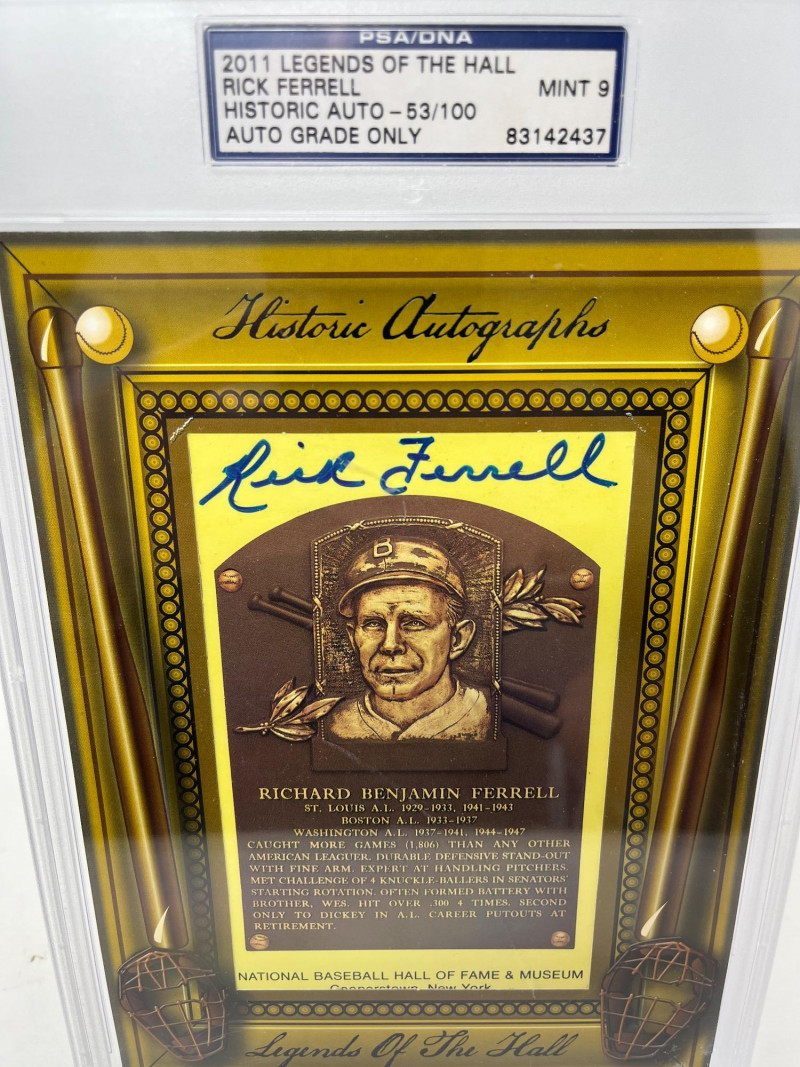 PSA/DNA
2011 LEGENDS OF THE HALL
RICK FERRELL MINT 9
HISTORIC AUTO – 53/100
AUTO GRADE ONLY 83142437
Historic Autographs
Rick Ferrell
B
RICHARD BENJAMIN FERRELL
ST. LOUIS A.L. 1929-1933, 1941-1943
BOSTON A.L. 1933-1937
WASHINGTON A.L. 1937-1941, 1944-1947
CAUGHT MORE GAMES (1,806) THAN ANY OTHER
AMERICAN LEAGUER. DURABLE DEFENSIVE STAND-OUT
WITH FINE ARM. EXPERT AT HANDLING PITCHERS.
MET CHALLENGE OF 4 KNUCKLE-BALLERS IN SENATORS'
STARTING ROTATION. OFTEN FORMED BATTERY WITH
BROTHER, WES. HIT OVER .300 4 TIMES. SECOND
ONLY TO DICKEY IN A.L. CAREER PUTOUTS AT
RETIREMENT.
NATIONAL BASEBALL HALL OF FAME & MUSEUM
Cooperstown, New York
Legends Of The Hall